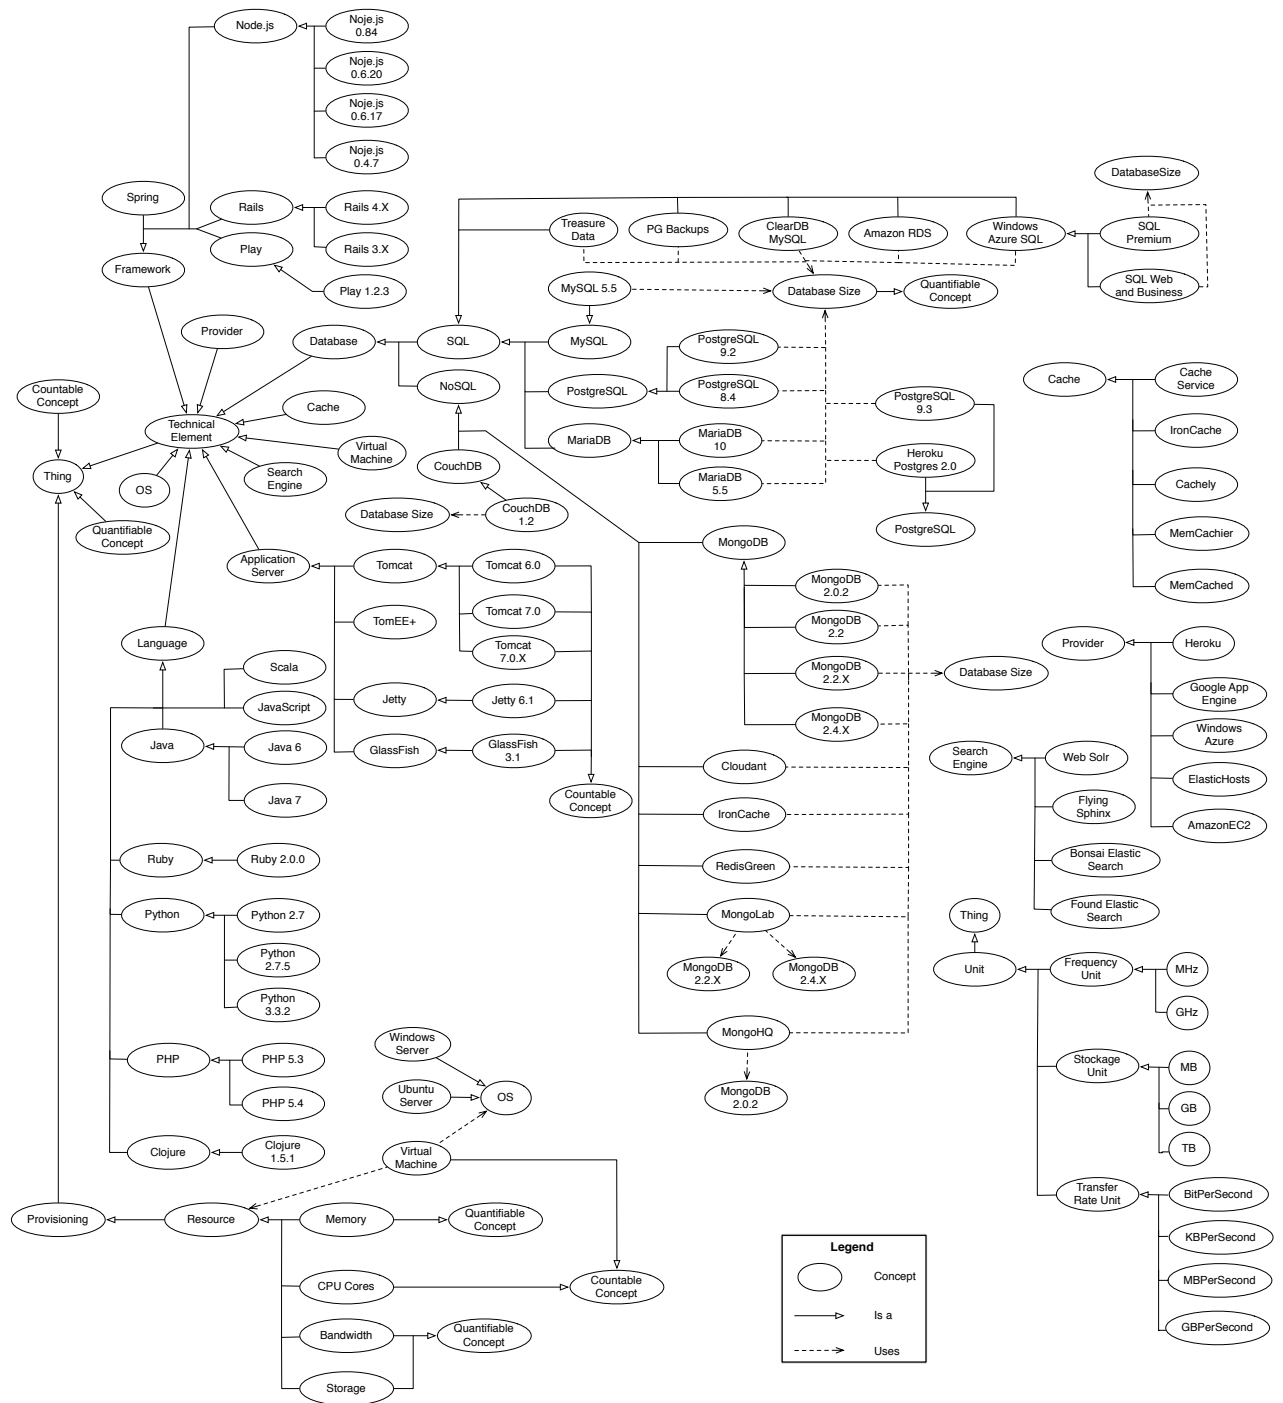 Node.js
Noje.js
0.84
Noje.js
0.6.20
Noje.js
0.6.17
Noje.js
0.4.7
Spring
Rails
Rails 4.X
Play
Rails 3.X
Framework
Play 1.2.3
DatabaseSize
Treasure
Data
PG Backups
ClearDB
MySQL
Amazon RDS
Windows
Azure SQL
SQL
Premium
SQL Web
and Business
MySQL 5.5
Database Size
Quantifiable
Concept
Provider
Database
SQL
MySQL
PostgreSQL
9.2
NoSQL
PostgreSQL
PostgreSQL
8.4
PostgreSQL
9.3
MariaDB
MariaDB
10
MariaDB
5.5
Heroku
Postgres 2.0
PostgreSQL
Cache
Cache
Service
IronCache
Cachely
MemCachier
MemCached
Countable
Concept
Cache
Technical
Element
Virtual
Machine
Thing
OS
Search
Engine
Quantifiable
Concept
CouchDB
Database Size
CouchDB
1.2
Application
Server
Tomcat
Tomcat 6.0
TomEE+
Tomcat 7.0
Tomcat
7.0.X
Jetty
Jetty 6.1
GlassFish
GlassFish
3.1
Countable
Concept
MongoDB
MongoDB
2.0.2
MongoDB
2.2
MongoDB
2.2.X
Database Size
MongoDB
2.4.X
Cloudant
IronCache
RedisGreen
MongoLab
MongoDB
2.2.X
MongoDB
2.4.X
MongoHQ
MongoDB
2.0.2
Provider
Heroku
Google App
Engine
Windows
Azure
ElasticHosts
AmazonEC2
Search
Engine
Web Solr
Flying
Sphinx
Bonsai Elastic
Search
Found Elastic
Search
Language
Scala
JavaScript
Java
Java 6
Java 7
Ruby
Ruby 2.0.0
Python
Python 2.7
Python
2.7.5
Python
3.3.2
PHP
PHP 5.3
PHP 5.4
Clojure
Clojure
1.5.1
Windows
Server
Ubuntu
Server
OS
Virtual
Machine
Provisioning
Resource
Memory
Quantifiable
Concept
CPU Cores
Countable
Concept
Bandwidth
Quantifiable
Concept
Storage
Thing
Unit
Frequency
Unit
MHz
GHz
Stockage
Unit
MB
GB
TB
Transfer
Rate Unit
BitPerSecond
KBPerSecond
MBPerSecond
GBPerSecond
Legend
Concept
Is a
Uses